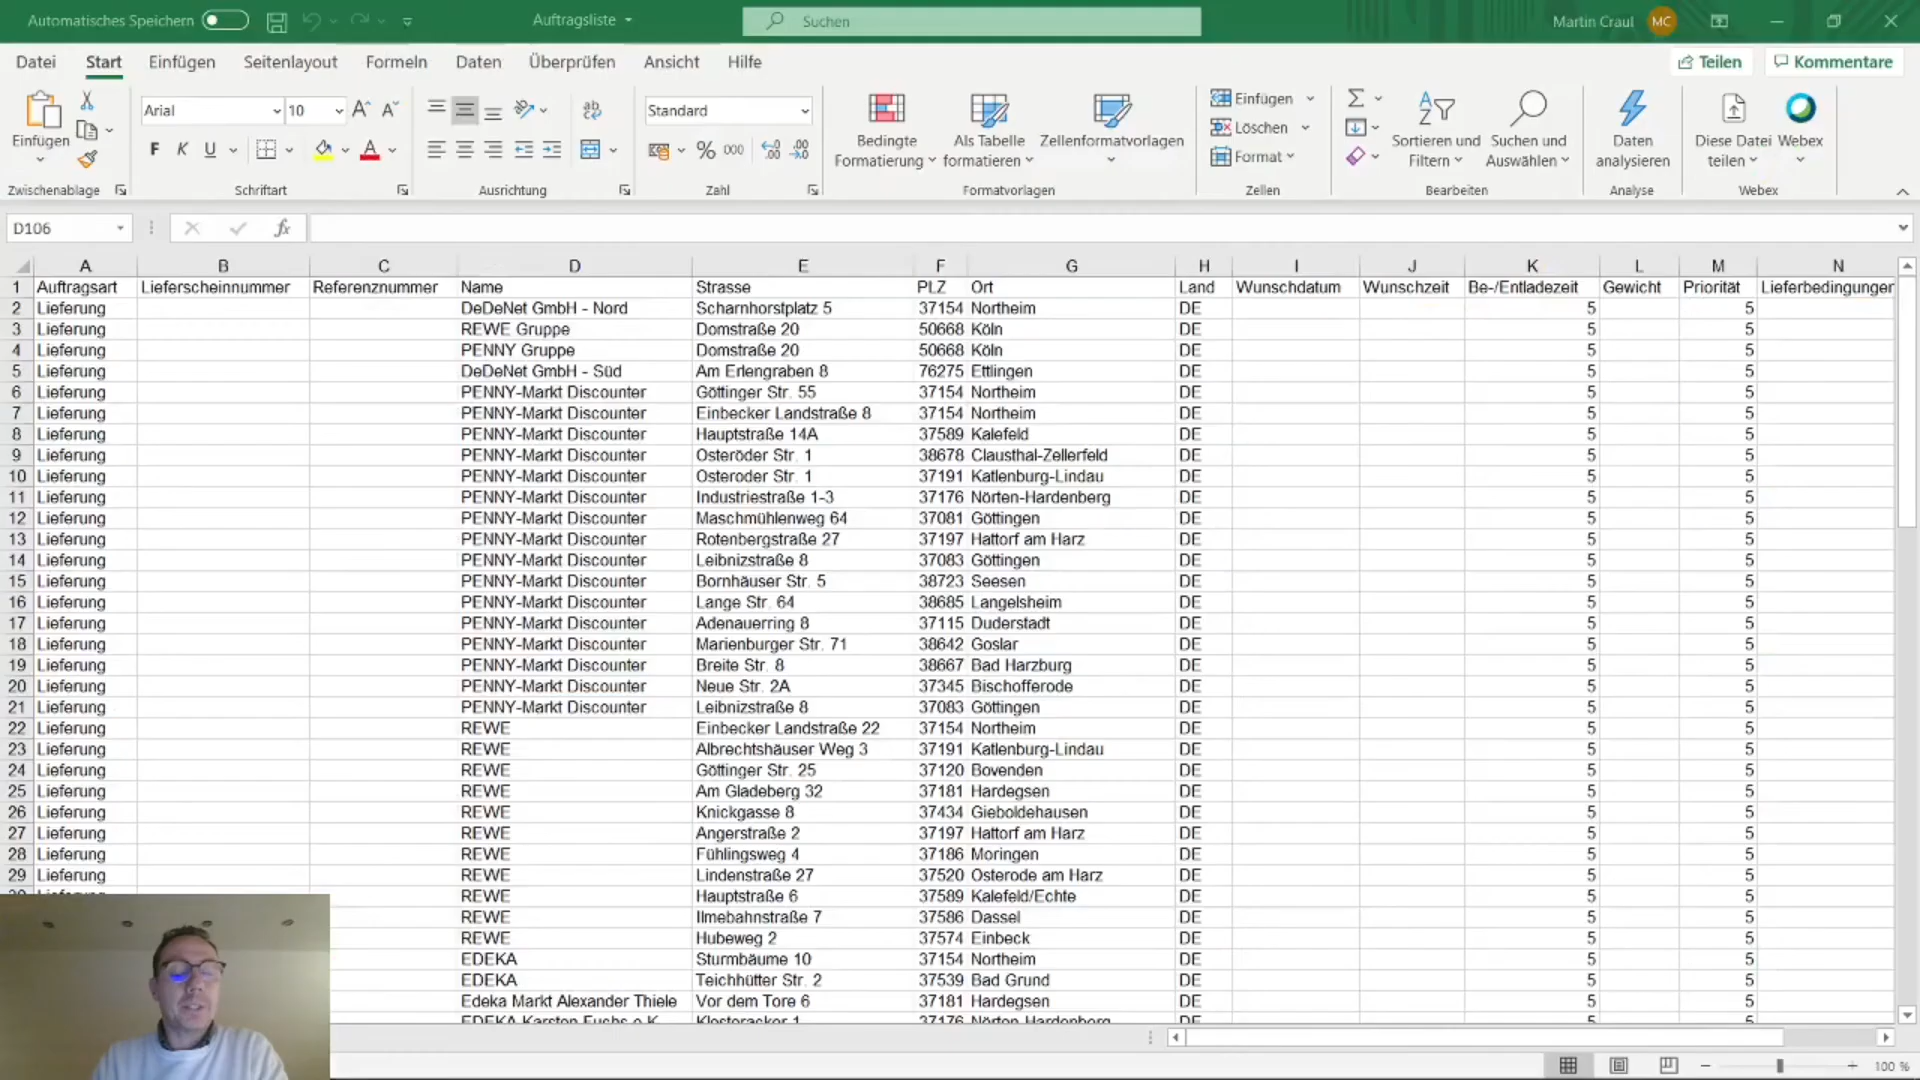 Automatisches Speichern
Auftragsliste
Suchen
Martin Craul MC
Datei Start Einfügen Seitenlayout Formeln Daten Überprüfen Ansicht Hilfe Teilen Kommentare
Einfügen
Arial 10
F K U
Standard
% 000
Bedingte Formatierung
Als Tabelle formatieren
Zellenformatvorlagen
Einfügen
Löschen
Format
Sortieren und Filtern
Suchen und Auswählen
Daten analysieren
Diese Datei teilen
Webex
Zwischenablage Schriftart Ausrichtung Zahl Formatvorlagen Zellen Bearbeiten Analyse Webex
D106 fx
A B C D E F G H I J K L M N
1 Auftragsart Lieferscheinnummer Referenznummer Name Strasse PLZ Ort Land Wunschdatum Wunschzeit Be-/Entladezeit Gewicht Priorität Lieferbedingungen
2 Lieferung DeDeNet GmbH - Nord Scharnhorstplatz 5 37154 Northeim DE 5 5
3 Lieferung REWE Gruppe Domstraße 20 50668 Köln DE 5 5
4 Lieferung PENNY Gruppe Domstraße 20 50668 Köln DE 5 5
5 Lieferung DeDeNet GmbH - Süd Am Erlengraben 8 76275 Ettlingen DE 5 5
6 Lieferung PENNY-Markt Discounter Göttinger Str. 55 37154 Northeim DE 5 5
7 Lieferung PENNY-Markt Discounter Einbecker Landstraße 8 37154 Northeim DE 5 5
8 Lieferung PENNY-Markt Discounter Hauptstraße 14A 37589 Kalefeld DE 5 5
9 Lieferung PENNY-Markt Discounter Osteröder Str. 1 38678 Clausthal-Zellerfeld DE 5 5
10 Lieferung PENNY-Markt Discounter Osteroder Str. 1 37191 Katlenburg-Lindau DE 5 5
11 Lieferung PENNY-Markt Discounter Industriestraße 1-3 37176 Nörten-Hardenberg DE 5 5
12 Lieferung PENNY-Markt Discounter Maschmühlenweg 64 37081 Göttingen DE 5 5
13 Lieferung PENNY-Markt Discounter Rotenbergstraße 27 37197 Hattorf am Harz DE 5 5
14 Lieferung PENNY-Markt Discounter Leibnizstraße 8 37083 Göttingen DE 5 5
15 Lieferung PENNY-Markt Discounter Bornhäuser Str. 5 38723 Seesen DE 5 5
16 Lieferung PENNY-Markt Discounter Lange Str. 64 38685 Langelsheim DE 5 5
17 Lieferung PENNY-Markt Discounter Adenauerring 8 37115 Duderstadt DE 5 5
18 Lieferung PENNY-Markt Discounter Marienburger Str. 71 38642 Goslar DE 5 5
19 Lieferung PENNY-Markt Discounter Breite Str. 8 38667 Bad Harzburg DE 5 5
20 Lieferung PENNY-Markt Discounter Neue Str. 2A 37345 Bischofferode DE 5 5
21 Lieferung PENNY-Markt Discounter Leibnizstraße 8 37083 Göttingen DE 5 5
22 Lieferung REWE Einbecker Landstraße 22 37154 Northeim DE 5 5
23 Lieferung REWE Albrechtshäuser Weg 3 37191 Katlenburg-Lindau DE 5 5
24 Lieferung REWE Göttinger Str. 25 37120 Bovenden DE 5 5
25 Lieferung REWE Am Gladeberg 32 37181 Hardegsen DE 5 5
26 Lieferung REWE Knickgasse 8 37434 Gieboldehausen DE 5 5
27 Lieferung REWE Angerstraße 2 37197 Hattorf am Harz DE 5 5
28 Lieferung REWE Fühlingsweg 4 37186 Moringen DE 5 5
29 Lieferung REWE Lindenstraße 27 37520 Osterode am Harz DE 5 5
REWE Hauptstraße 6 37589 Kalefeld/Echte DE 5 5
REWE Ilmebahnstraße 7 37586 Dassel DE 5 5
REWE Hubeweg 2 37574 Einbeck DE 5 5
EDEKA Sturmbäume 10 37154 Northeim DE 5 5
EDEKA Teichhütter Str. 2 37539 Bad Grund DE 5 5
Edeka Markt Alexander Thiele Vor dem Tore 6 37181 Hardegsen DE 5 5
EDEKA Karsten Fuchs e.K. Klosteracker 1 37176 Nörten-Hardenberg DE 5 5
100 %